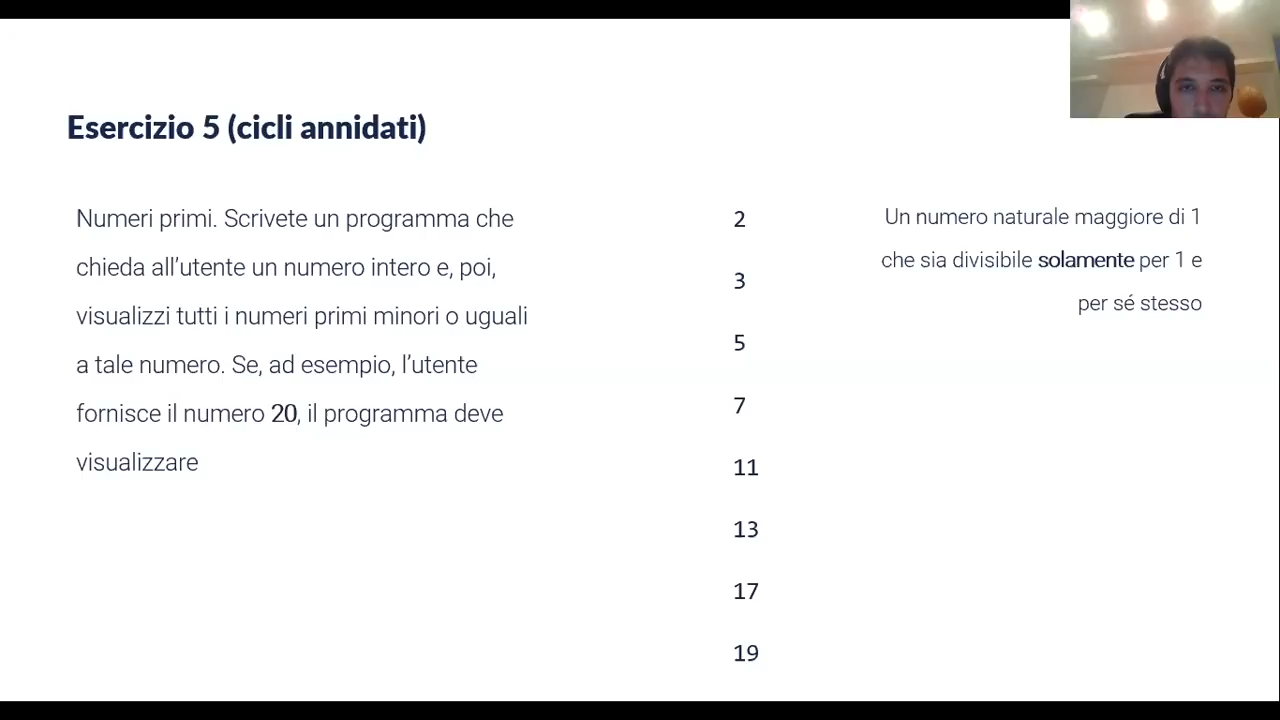 Esercizio 5 (cicli annidati)
Numeri primi. Scrivete un programma che
chieda all’utente un numero intero e, poi,
visualizzi tutti i numeri primi minori o uguali
a tale numero. Se, ad esempio, l’utente
fornisce il numero 20, il programma deve
visualizzare
2
3
5
7
11
13
17
19
Un numero naturale maggiore di 1
che sia divisibile solamente per 1 e
per sé stesso